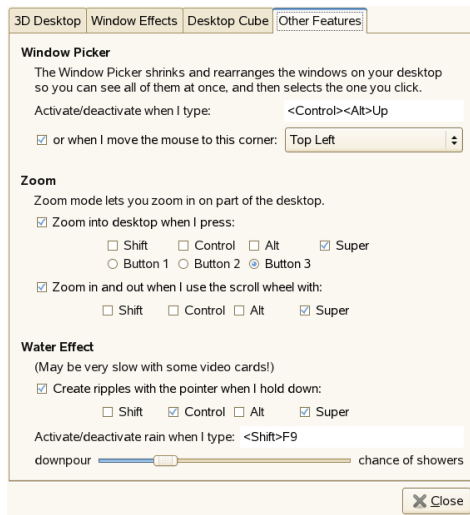 3D Desktop Window Effects Desktop Cube Other Features
Window Picker
The Window Picker shrinks and rearranges the windows on your desktop
so you can see all of them at once, and then selects the one you click.
Activate/deactivate when I type: <Control><Alt>Up
or when I move the mouse to this corner: Top Left
Zoom
Zoom mode lets you zoom in on part of the desktop.
Zoom into desktop when I press:
Shift Control Alt Super
Button 1 Button 2 Button 3
Zoom in and out when I use the scroll wheel with:
Shift Control Alt Super
Water Effect
(May be very slow with some video cards!)
Create ripples with the pointer when I hold down:
Shift Control Alt Super
Activate/deactivate rain when I type: <Shift>F9
downpour chance of showers
Close